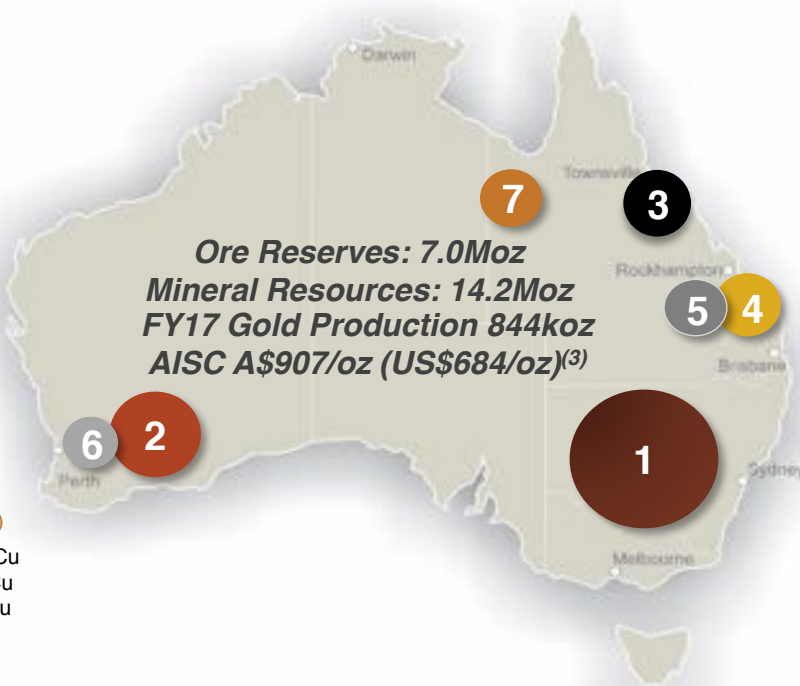 Darwin
Townsville
7
3
Ore Reserves: 7.0Moz
Mineral Resources: 14.2Moz
FY17 Gold Production 844koz
AISC A$907/oz (US$684/oz)(3)
Rockhampton
5
4
Brisbane
6
2
1
Perth
Sydney
)
Cu
u
u
Melbourne